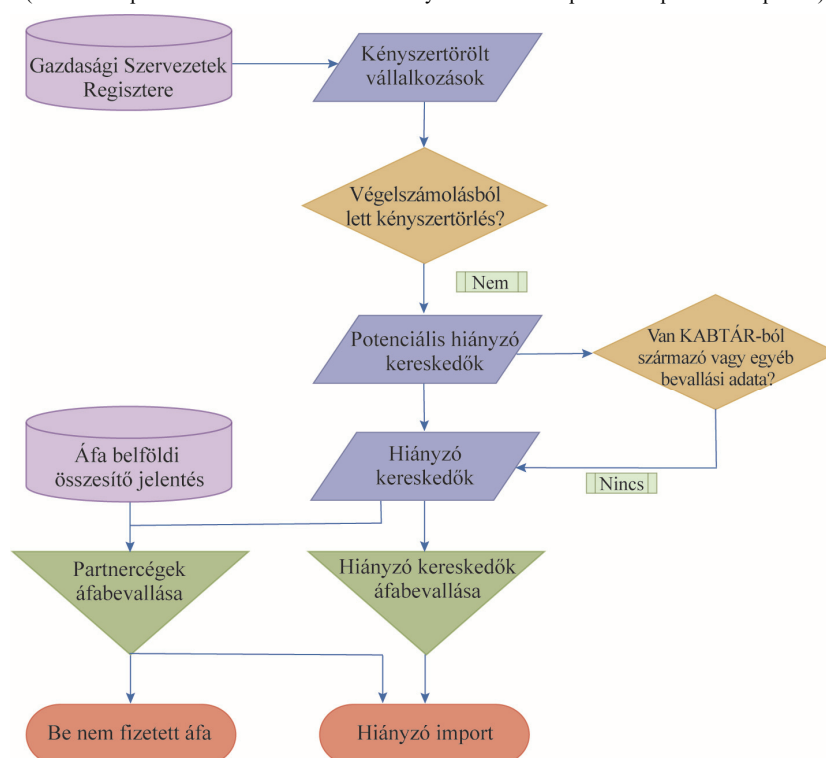 Gazdasági Szervezetek
Regisztere
Kényszertörölt
vállalkozások
Végelszámolásból
lett kényszertörlés?
Nem
Potenciális hiányzó
kereskedők
Van KABTÁR-ból
származó vagy egyéb
bevallási adata?
Áfa belföldi
összesítő jelentés
Hiányzó
kereskedők
Nincs
Partnercégek
áfabevallása
Hiányzó kereskedők
áfabevallása
Be nem fizetett áfa
Hiányzó import